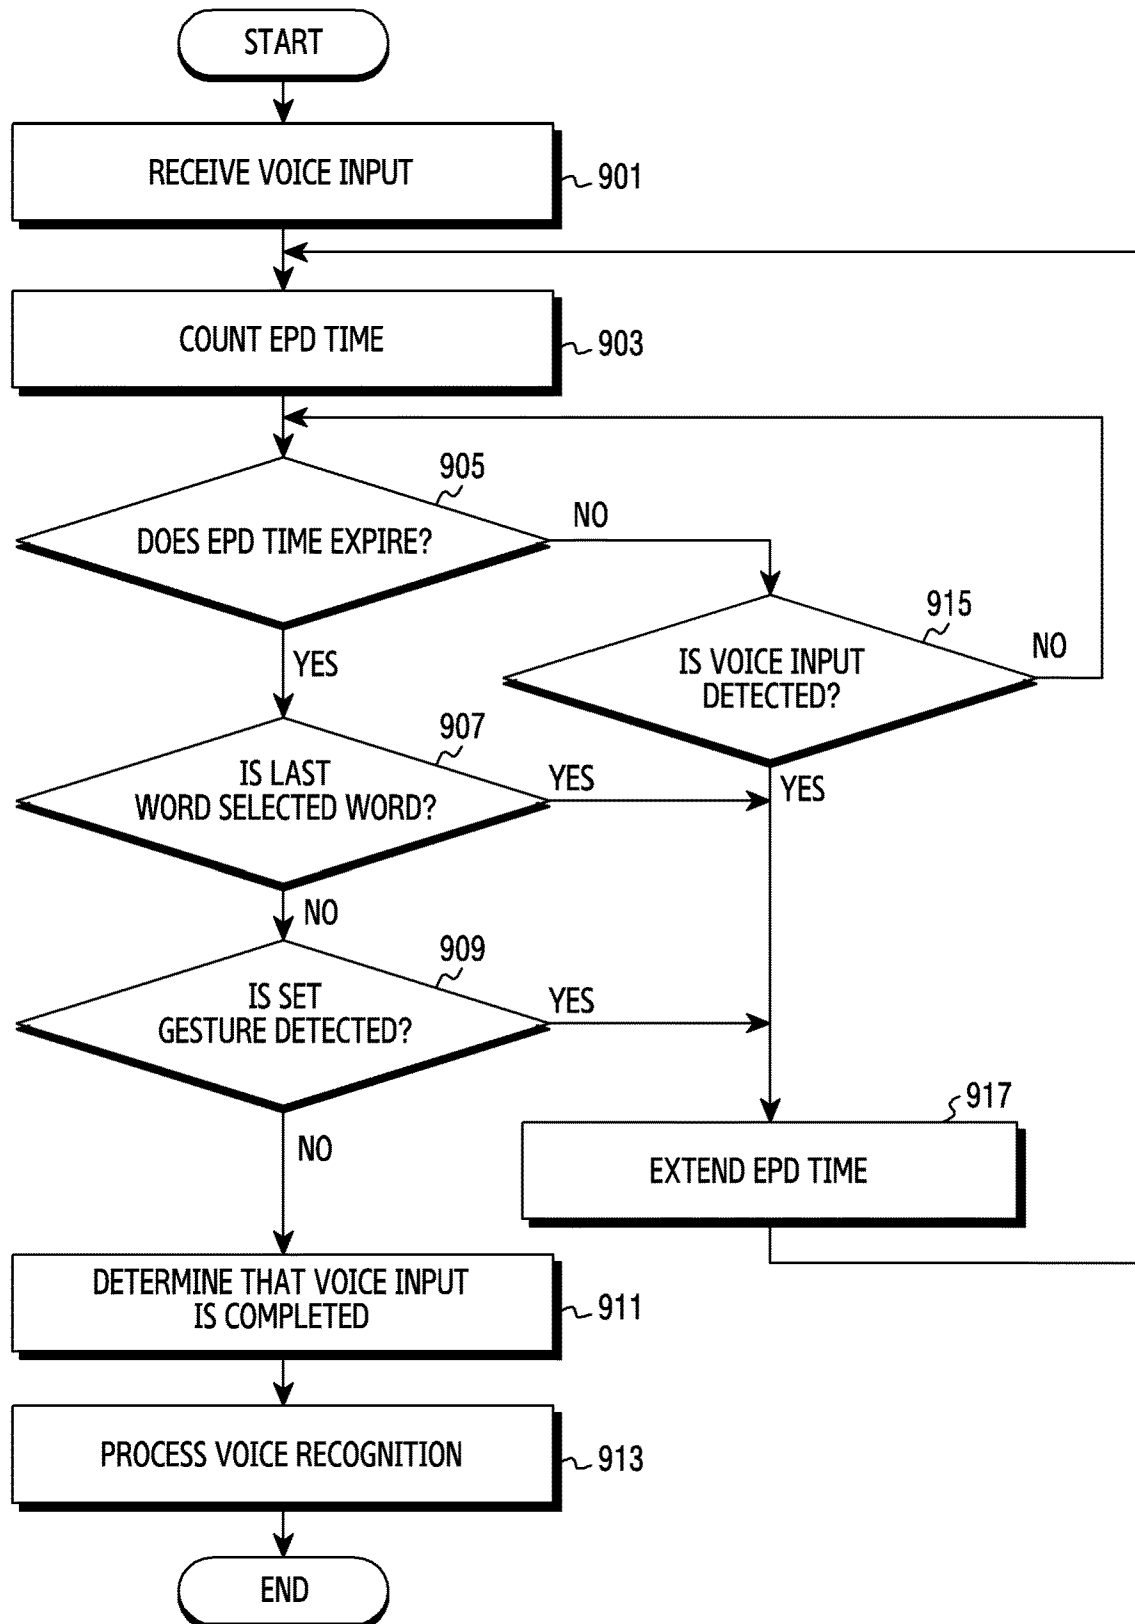 START
RECEIVE VOICE INPUT
901
COUNT EPD TIME
903
905
DOES EPD TIME EXPIRE?
NO
915
IS VOICE INPUT
DETECTED?
NO
YES
YES
907
IS LAST
WORD SELECTED WORD?
YES
NO
909
IS SET
GESTURE DETECTED?
YES
NO
917
EXTEND EPD TIME
DETERMINE THAT VOICE INPUT
IS COMPLETED
911
PROCESS VOICE RECOGNITION
913
END